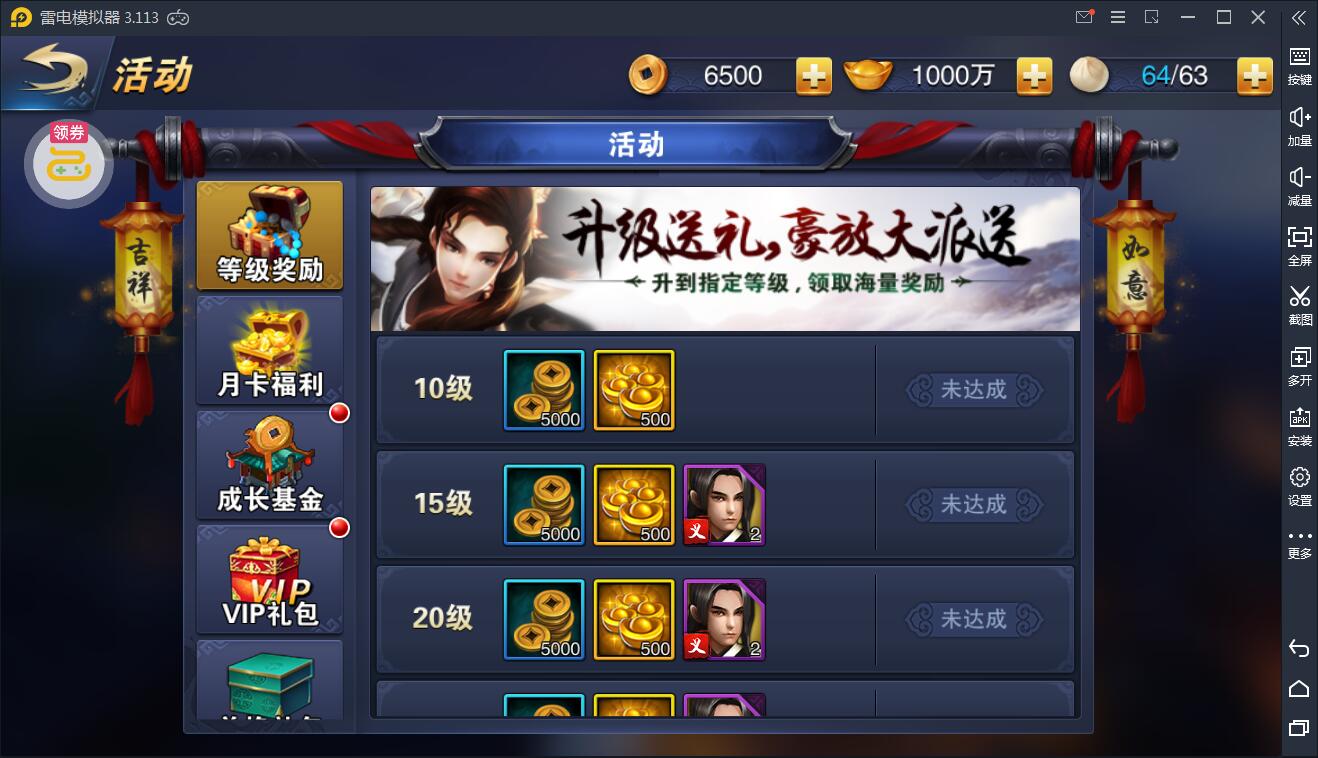 雷电模拟器 3.113
活动
6500
1000万
64/63
领券
活动
吉祥
如意
等级奖励
月卡福利
成长基金
VIP
VIP礼包
升级送礼，豪放大派送
升到指定等级，领取海量奖励
10级
5000
500
未达成
15级
5000
500
义
2
未达成
20级
5000
500
义
2
未达成
按键
加量
减量
全屏
截图
多开
APK
安装
设置
更多